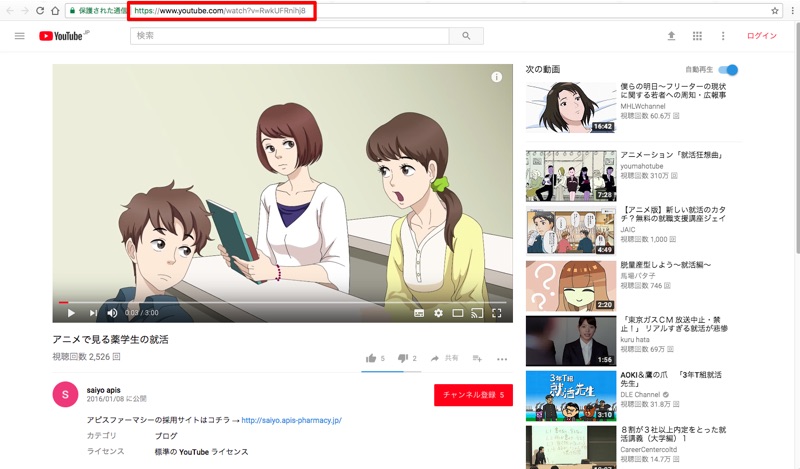 保護された通信
https://www.youtube.com/watch?v=RwkUFRnihj8
YouTube JP
検索
ログイン
0:03 / 3:00
アニメで見る薬学生の就活
視聴回数 2,526 回
5
2
共有
S
saiyo apis
2016/01/08 に公開
チャンネル登録 5
アピスファーマシーの採用サイトはコチラ → http://saiyo.apis-pharmacy.jp/
カテゴリ ブログ
ライセンス 標準の YouTube ライセンス
次の動画
自動再生
16:42
僕らの明日〜フリーターの現状
に関する若者への周知・広報事
MHLWchannel
視聴回数 60.6万 回
7:28
アニメーション「就活狂想曲」
youmahotube
視聴回数 310万 回
4:49
【アニメ版】新しい就活のカタ
チ？無料の就職支援講座ジェイ
JAIC
視聴回数 1,000 回
2:20
脱量産型しよう〜就活編〜
馬場バタ子
視聴回数 746 回
1:56
「東京ガスＣＭ 放送中止・禁
止！」 リアルすぎる就活が悲惨
kuru hata
視聴回数 69万 回
3年T組
就活先生
3:10
AOKI＆鷹の爪 「3年T組就活
先生」
DLE Channel
視聴回数 31.8万 回
８割が３社以上内定をとった就
活講義（大学編）１
CareerCentercoltd
視聴回数 14.7万 回